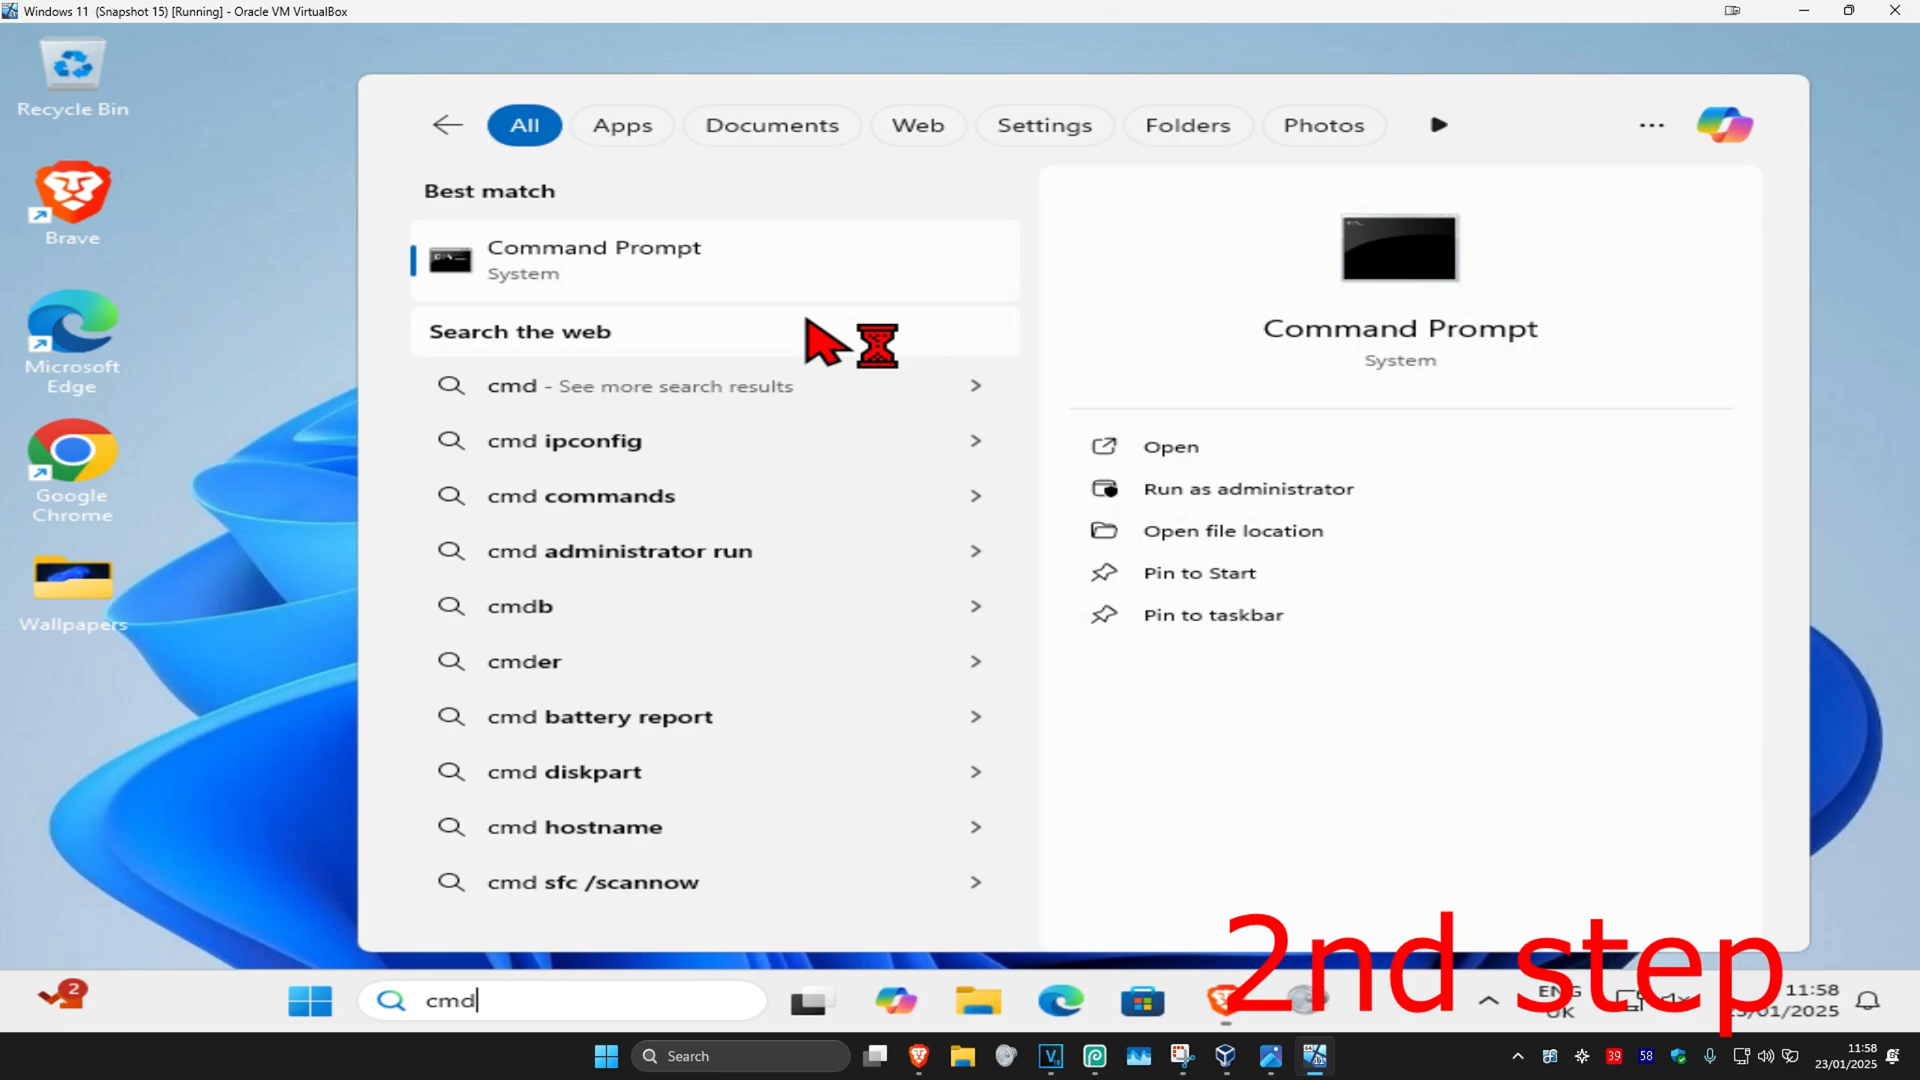 Windows 11 (Snapshot 15) [Running] - Oracle VM VirtualBox
Recycle Bin
Brave
Microsoft
Edge
Google
Chrome
Wallpapers
All
Apps
Documents
Web
Settings
Folders
Photos
Best match
Command Prompt
System
Search the web
cmd - See more search results
cmd ipconfig
cmd commands
cmd administrator run
cmdb
cmder
cmd battery report
cmd diskpart
cmd hostname
cmd sfc /scannow
Command Prompt
System
Open
Run as administrator
Open file location
Pin to Start
Pin to taskbar
2nd step
2
cmd
ENG
UK
11:58
23/01/2025
Search
39
58
11:58
23/01/2025